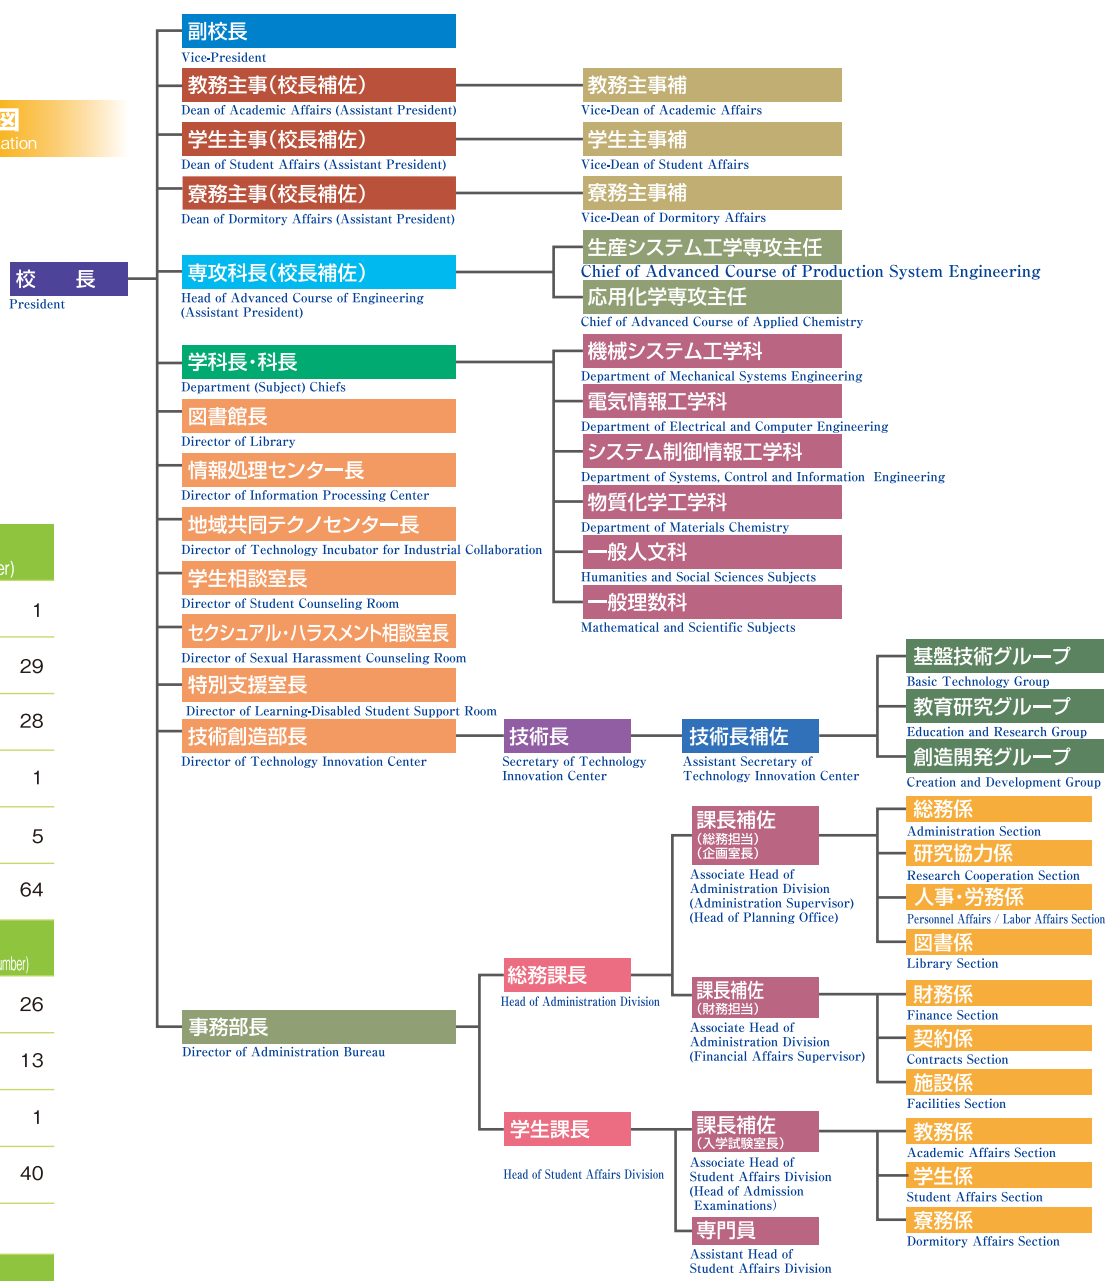 図
ation
校　長
President
副校長
Vice-President
教務主事(校長補佐)
Dean of Academic Affairs (Assistant President)
教務主事補
Vice-Dean of Academic Affairs
学生主事(校長補佐)
Dean of Student Affairs (Assistant President)
学生主事補
Vice-Dean of Student Affairs
寮務主事(校長補佐)
Dean of Dormitory Affairs (Assistant President)
寮務主事補
Vice-Dean of Dormitory Affairs
専攻科長(校長補佐)
Head of Advanced Course of Engineering
(Assistant President)
生産システム工学専攻主任
Chief of Advanced Course of Production System Engineering
応用化学専攻主任
Chief of Advanced Course of Applied Chemistry
学科長・科長
Department (Subject) Chiefs
機械システム工学科
Department of Mechanical Systems Engineering
電気情報工学科
Department of Electrical and Computer Engineering
システム制御情報工学科
Department of Systems, Control and Information Engineering
物質化学工学科
Department of Materials Chemistry
一般人文科
Humanities and Social Sciences Subjects
一般理数科
Mathematical and Scientific Subjects
図書館長
Director of Library
情報処理センター長
Director of Information Processing Center
地域共同テクノセンター長
Director of Technology Incubator for Industrial Collaboration
学生相談室長
Director of Student Counseling Room
セクシュアル・ハラスメント相談室長
Director of Sexual Harassment Counseling Room
特別支援室長
Director of Learning-Disabled Student Support Room
技術創造部長
Director of Technology Innovation Center
技術長
Secretary of Technology
Innovation Center
技術長補佐
Assistant Secretary of
Technology Innovation Center
基盤技術グループ
Basic Technology Group
教育研究グループ
Education and Research Group
創造開発グループ
Creation and Development Group
事務部長
Director of Administration Bureau
総務課長
Head of Administration Division
課長補佐
(総務担当)
(企画室長)
Associate Head of
Administration Division
(Administration Supervisor)
(Head of Planning Office)
総務係
Administration Section
研究協力係
Research Cooperation Section
人事・労務係
Personnel Affairs / Labor Affairs Section
図書係
Library Section
課長補佐
(財務担当)
Associate Head of
Administration Division
(Financial Affairs Supervisor)
財務係
Finance Section
契約係
Contracts Section
施設係
Facilities Section
学生課長
Head of Student Affairs Division
課長補佐
(入学試験室長)
Associate Head of
Student Affairs Division
(Head of Admission
Examinations)
教務係
Academic Affairs Section
学生係
Student Affairs Section
寮務係
Dormitory Affairs Section
専門員
Assistant Head of
Student Affairs Division
er)
1
29
28
1
5
64
umber)
26
13
1
40